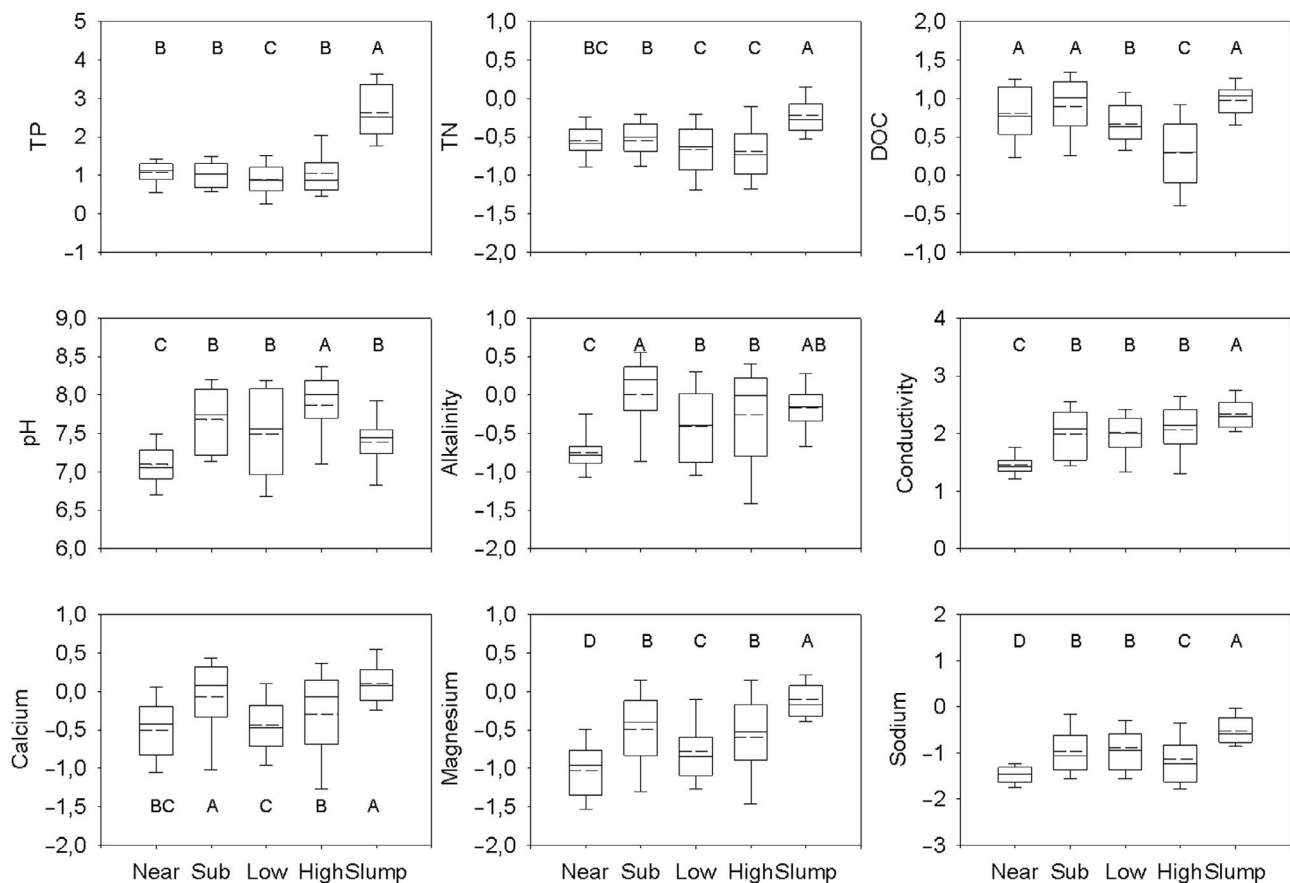 TP
5
4
3
2
1
0
−1
B B C B A
TN
1,0
0,5
0,0
−0,5
−1,0
−1,5
−2,0
BC B C C A
DOC
2,0
1,5
1,0
0,5
0,0
−0,5
−1,0
A A B C A
pH
9,0
8,5
8,0
7,5
7,0
6,5
6,0
C B B A B
Alkalinity
1,0
0,5
0,0
−0,5
−1,0
−1,5
−2,0
C A B B AB
Conductivity
4
3
2
1
0
C B B B A
Calcium
1,0
0,5
0,0
−0,5
−1,0
−1,5
−2,0
BC A C B A
Near Sub Low High Slump
Magnesium
1,0
0,5
0,0
−0,5
−1,0
−1,5
−2,0
D B C B A
Near Sub Low High Slump
Sodium
2
1
0
−1
−2
−3
D B B C A
Near Sub Low High Slump